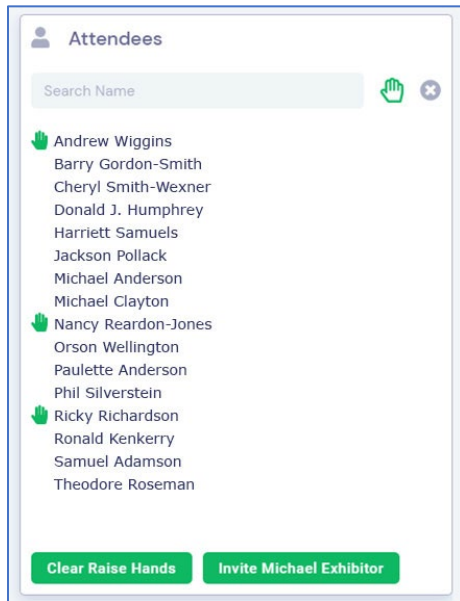 Attendees
Search Name
Andrew Wiggins
Barry Gordon-Smith
Cheryl Smith-Wexner
Donald J. Humphrey
Harriett Samuels
Jackson Pollack
Michael Anderson
Michael Clayton
Nancy Reardon-Jones
Orson Wellington
Paulette Anderson
Phil Silverstein
Ricky Richardson
Ronald Kenkerry
Samuel Adamson
Theodore Roseman
Clear Raise Hands Invite Michael Exhibitor